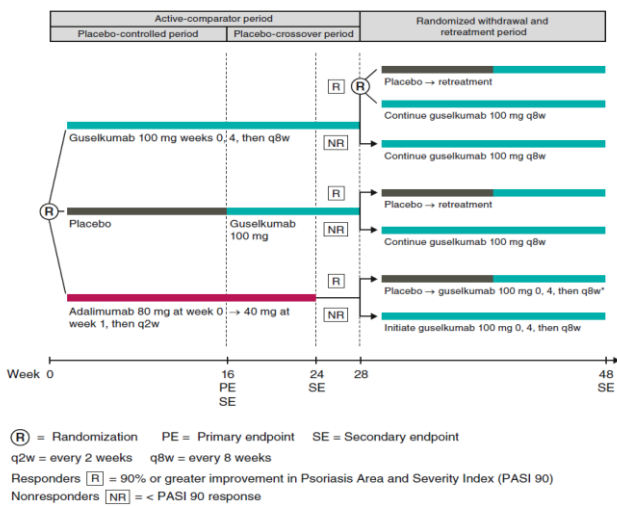 Active-comparator period
Randomized withdrawal and
retreatment period
Placebo-controlled period
Placebo-crossover period
R
R
Placebo → retreatment
Continue guselkumab 100 mg q8w
Guselkumab 100 mg weeks 0, 4, then q8w
NR
Continue guselkumab 100 mg q8w
R
R
Placebo → retreatment
Placebo
Guselkumab
100 mg
NR
Continue guselkumab 100 mg q8w
R
Placebo → guselkumab 100 mg 0, 4, then q8w*
Adalimumab 80 mg at week 0 → 40 mg at
week 1, then q2w
NR
Initiate guselkumab 100 mg 0, 4, then q8w
Week 0 16 24 28 48
PE SE SE
SE
R = Randomization PE = Primary endpoint SE = Secondary endpoint
q2w = every 2 weeks q8w = every 8 weeks
Responders R = 90% or greater improvement in Psoriasis Area and Severity Index (PASI 90)
Nonresponders NR = < PASI 90 response